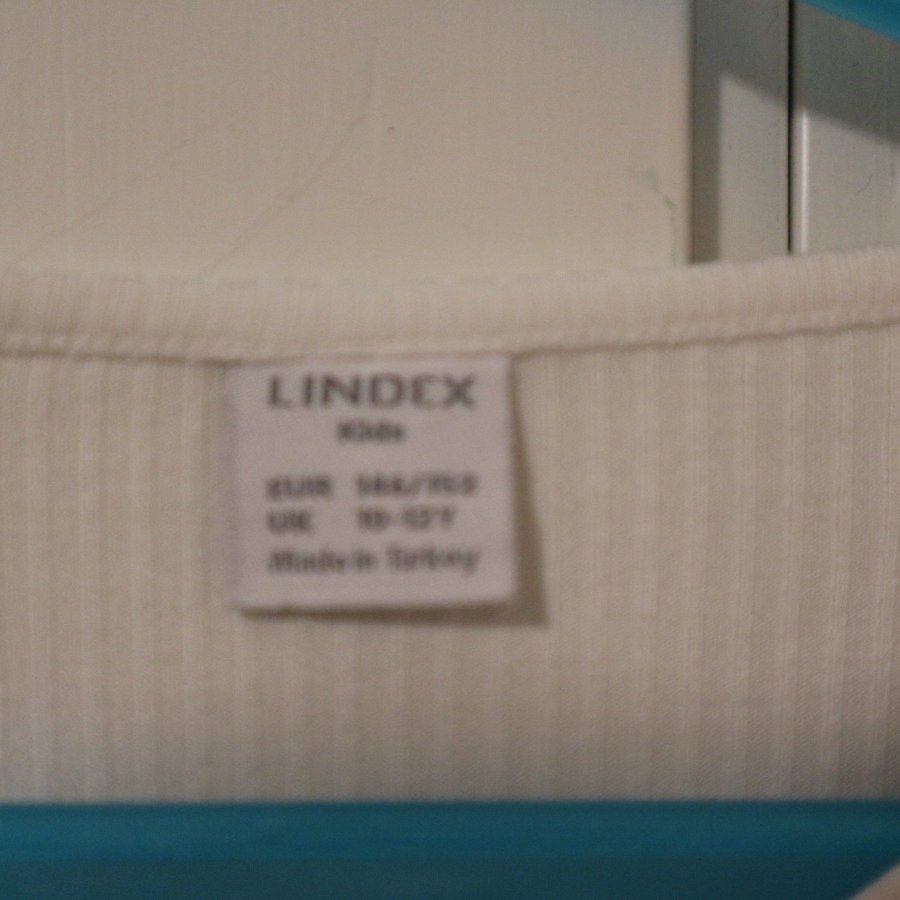 LINDEX
Kids
EUR 146/152
UK 10-12Y
Made in Turkey